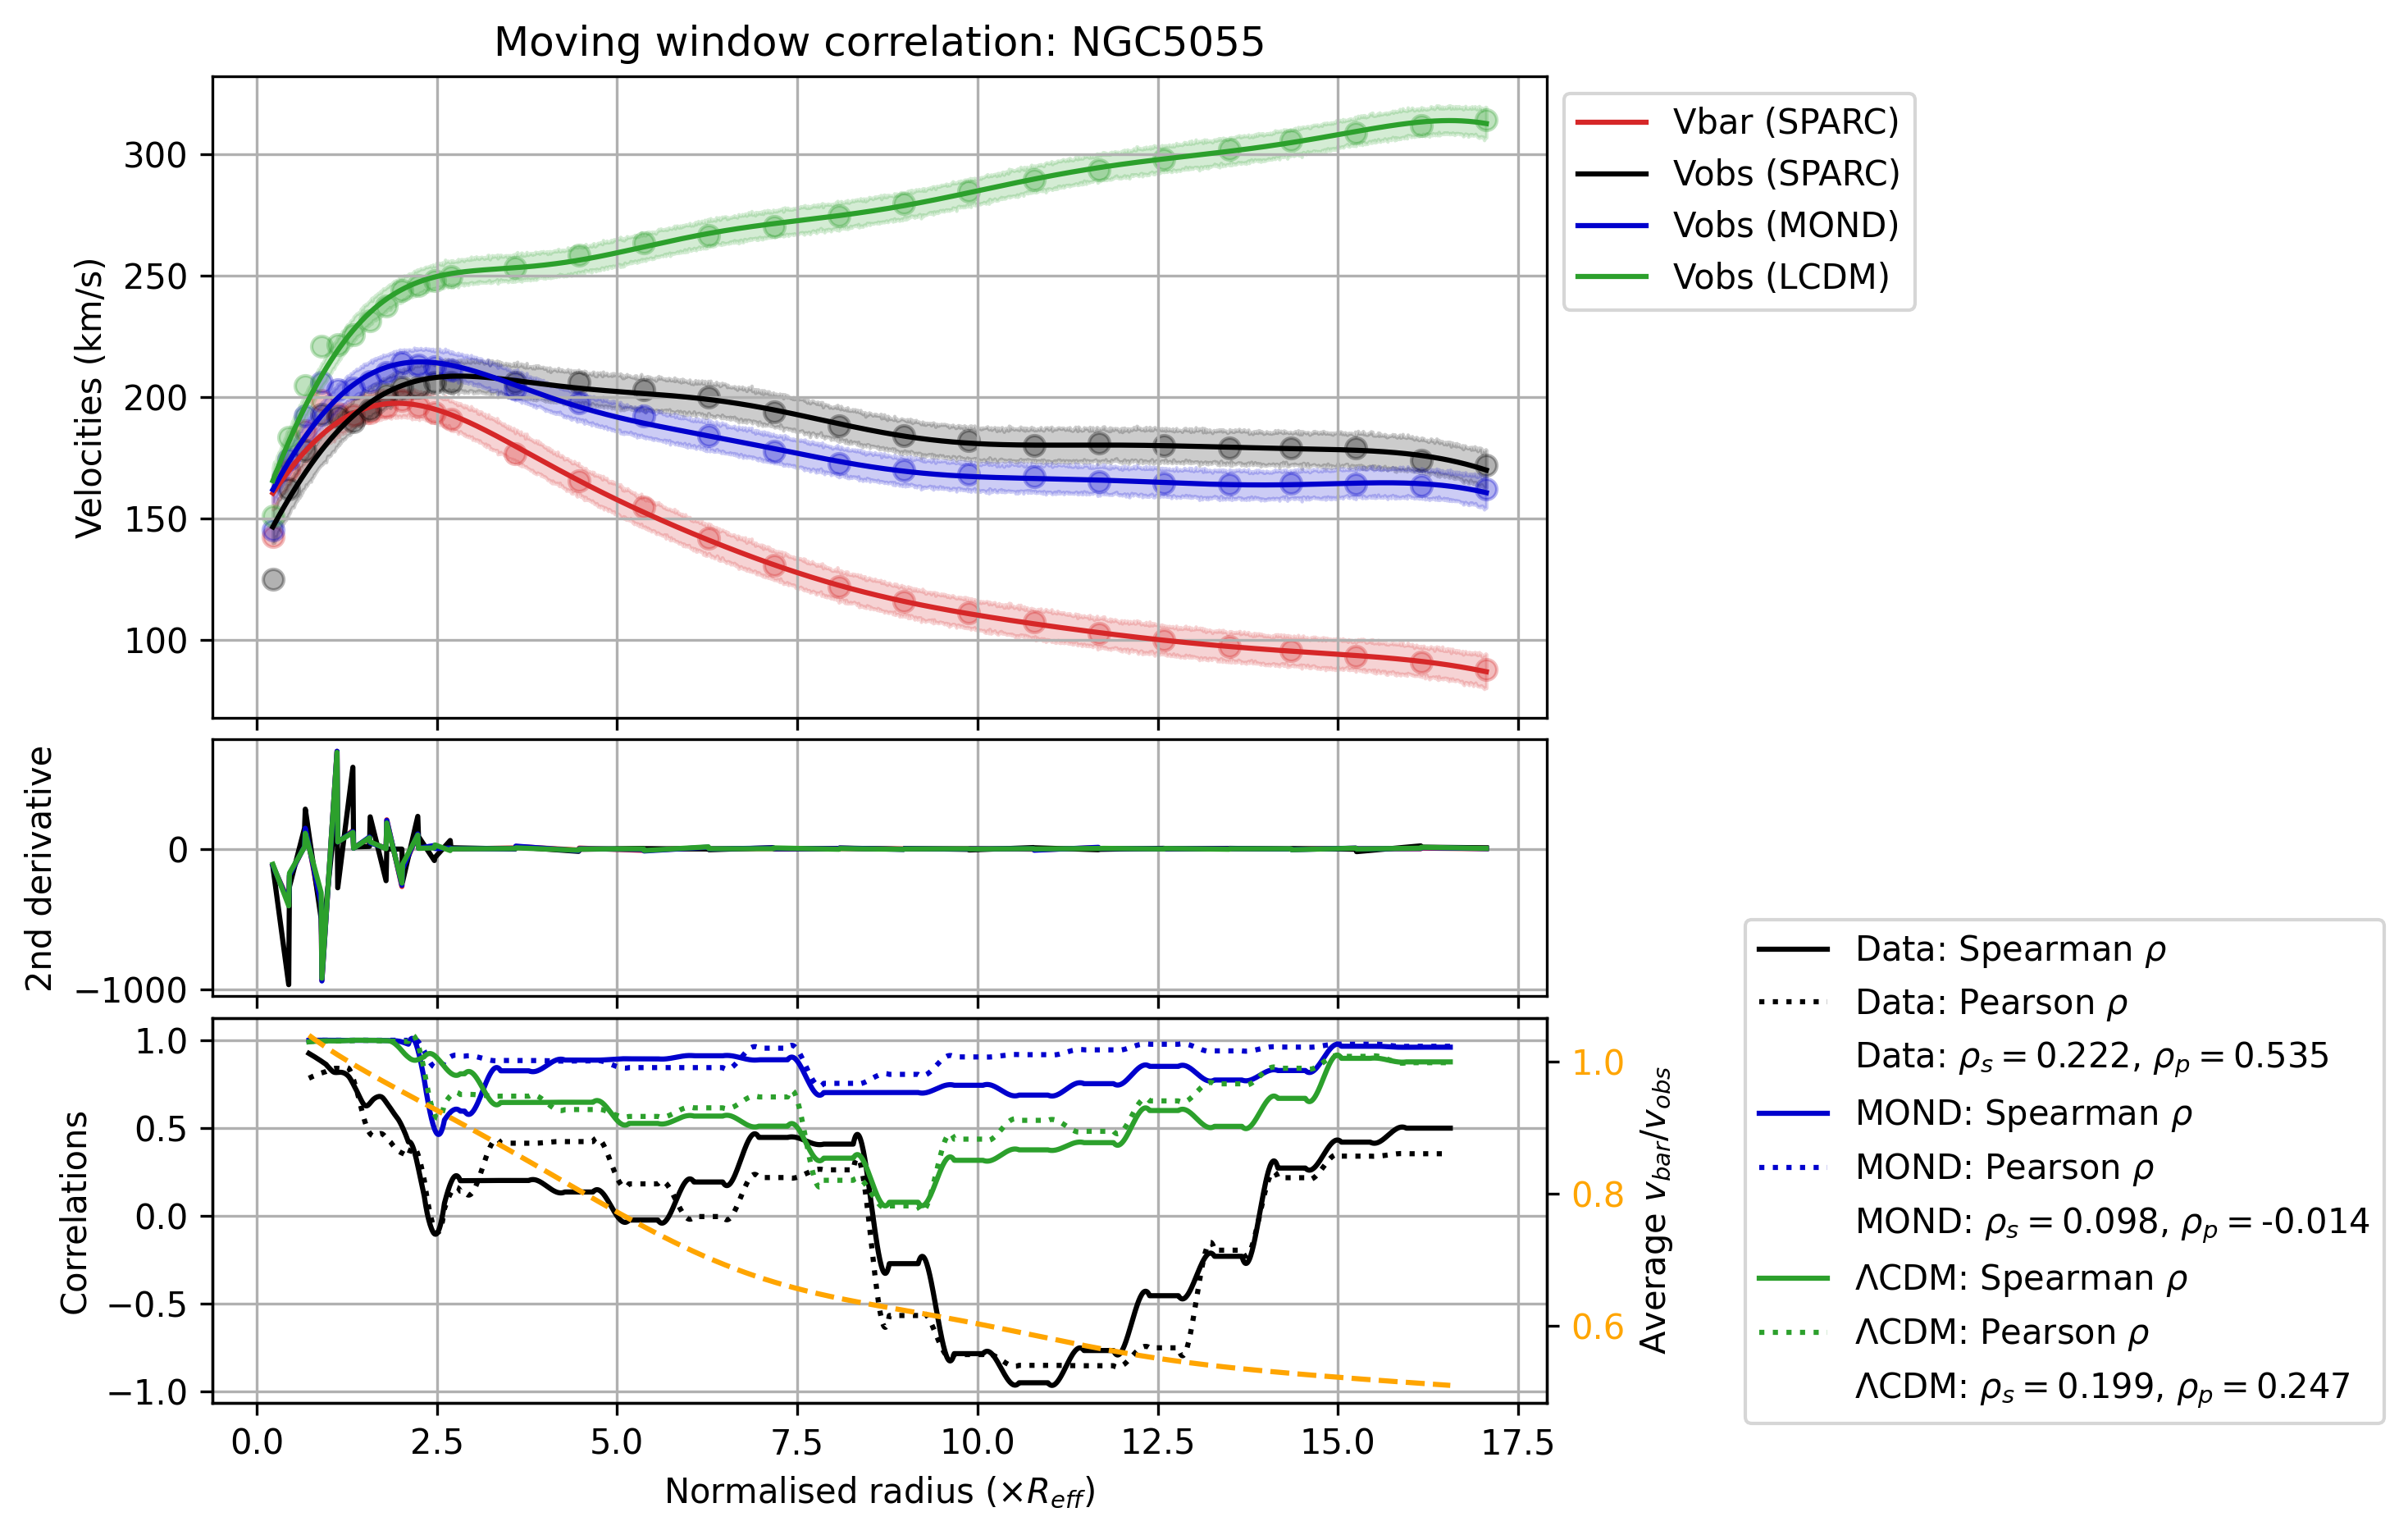 Moving window correlation: NGC5055
300
250
200
150
100
Velocities (km/s)
Vbar (SPARC)
Vobs (SPARC)
Vobs (MOND)
Vobs (LCDM)
0
−1000
2nd derivative
1.0
0.5
0.0
−0.5
−1.0
Correlations
1.0
0.8
0.6
Average v_bar/v_obs
Data: Spearman ρ
Data: Pearson ρ
Data: ρ_s = 0.222, ρ_p = 0.535
MOND: Spearman ρ
MOND: Pearson ρ
MOND: ρ_s = 0.098, ρ_p = -0.014
ΛCDM: Spearman ρ
ΛCDM: Pearson ρ
ΛCDM: ρ_s = 0.199, ρ_p = 0.247
0.0 2.5 5.0 7.5 10.0 12.5 15.0 17.5
Normalised radius (×R_eff)